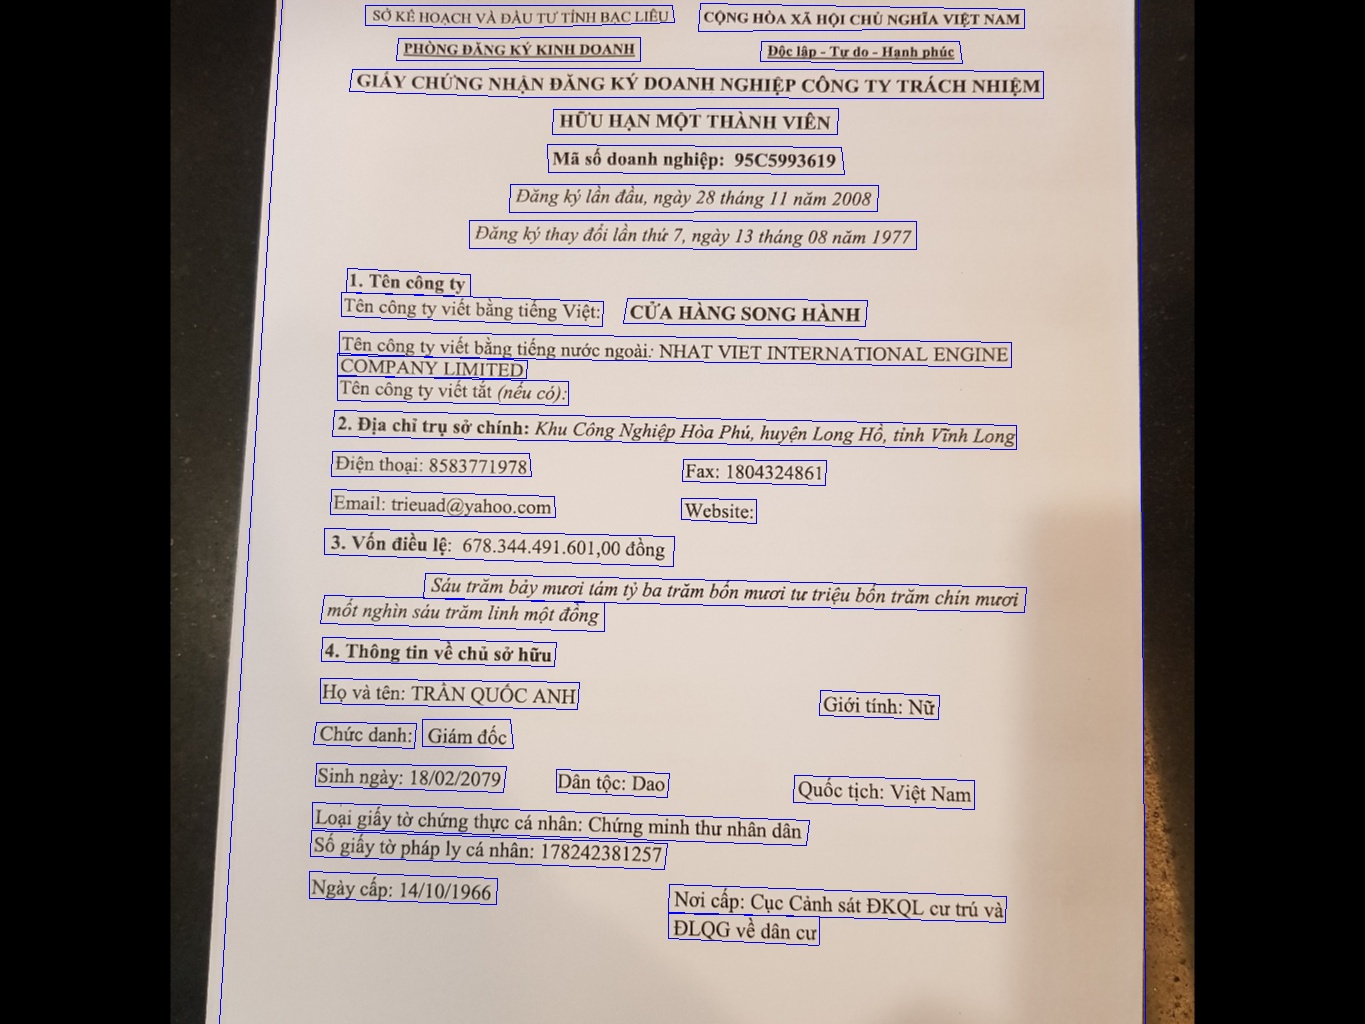 SỞ KẾ HOẠCH VÀ ĐẦU TƯ TỈNH BẠC LIÊU
CỘNG HÒA XÃ HỘI CHỦ NGHĨA VIỆT NAM
PHÒNG ĐĂNG KÝ KINH DOANH
Độc lập - Tự do - Hạnh phúc
GIẤY CHỨNG NHẬN ĐĂNG KÝ DOANH NGHIỆP CÔNG TY TRÁCH NHIỆM
HỮU HẠN MỘT THÀNH VIÊN
Mã số doanh nghiệp: 95C5993619
Đăng ký lần đầu, ngày 28 tháng 11 năm 2008
Đăng ký thay đổi lần thứ 7, ngày 13 tháng 08 năm 1977
1. Tên công ty
Tên công ty viết bằng tiếng Việt: CỬA HÀNG SONG HÀNH
Tên công ty viết bằng tiếng nước ngoài: NHAT VIET INTERNATIONAL ENGINE
COMPANY LIMITED
Tên công ty viết tắt (nếu có):
2. Địa chỉ trụ sở chính: Khu Công Nghiệp Hòa Phú, huyện Long Hồ, tỉnh Vĩnh Long
Điện thoại: 8583771978 Fax: 1804324861
Email: trieuad@yahoo.com Website:
3. Vốn điều lệ: 678.344.491.601,00 đồng
Sáu trăm bảy mươi tám tỷ ba trăm bốn mươi tư triệu bốn trăm chín mươi
mốt nghìn sáu trăm linh một đồng
4. Thông tin về chủ sở hữu
Họ và tên: TRẦN QUỐC ANH Giới tính: Nữ
Chức danh: Giám đốc
Sinh ngày: 18/02/2079 Dân tộc: Dao Quốc tịch: Việt Nam
Loại giấy tờ chứng thực cá nhân: Chứng minh thư nhân dân
Số giấy tờ pháp ly cá nhân: 178242381257
Ngày cấp: 14/10/1966 Nơi cấp: Cục Cảnh sát ĐKQL cư trú và
ĐLQG về dân cư